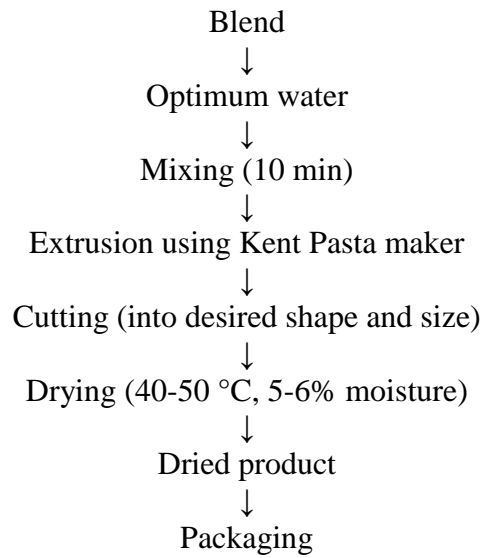 Blend
↓
Optimum water
↓
Mixing (10 min)
↓
Extrusion using Kent Pasta maker
↓
Cutting (into desired shape and size)
↓
Drying (40-50 °C, 5-6% moisture)
↓
Dried product
↓
Packaging